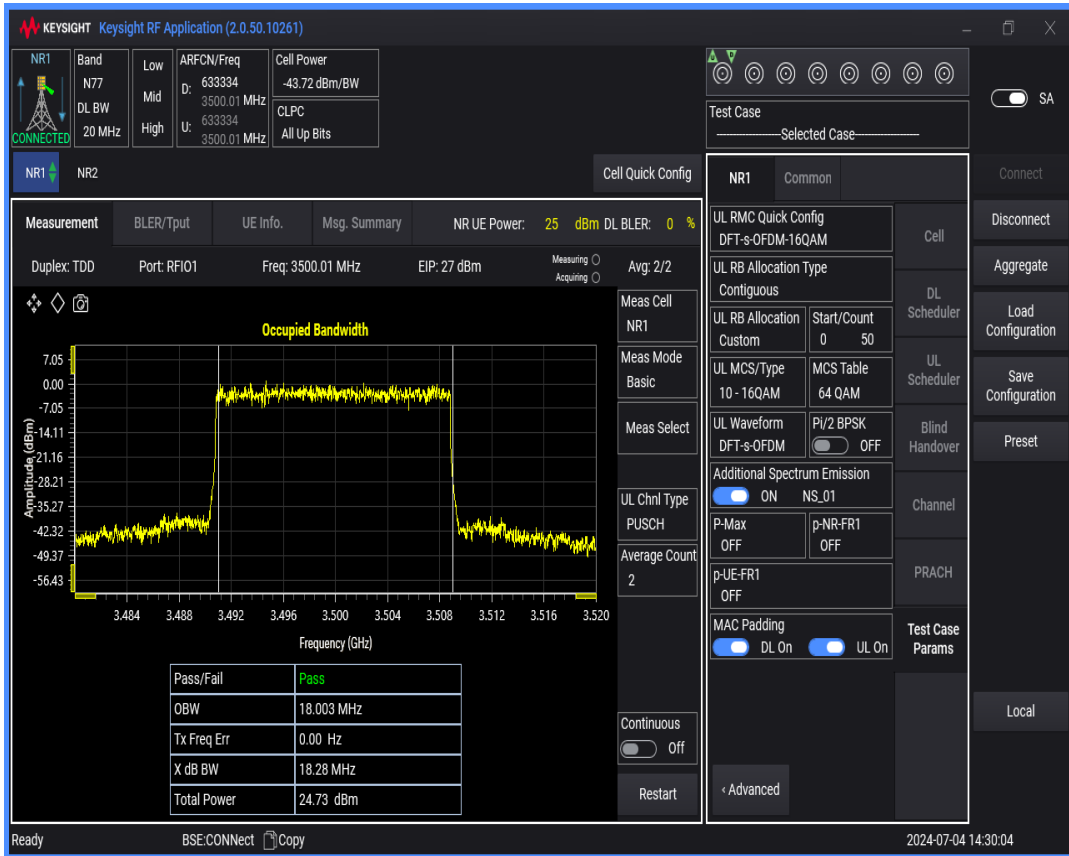 KEYSIGHT Keysight RF Application (2.0.50.10261)
NR1
CONNECTED
Band
N77
DL BW
20 MHz
Low
Mid
High
ARFCN/Freq
D: 633334
3500.01 MHz
U: 633334
3500.01 MHz
Cell Power
-43.72 dBm/BW
CLPC
All Up Bits
Test Case
---Selected Case---
SA
NR1
NR2
Cell Quick Config
Measurement
BLER/Tput
UE Info.
Msg. Summary
NR UE Power: 25 dBm DL BLER: 0 %
Duplex: TDD
Port: RFIO1
Freq: 3500.01 MHz
EIP: 27 dBm
Measuring
Acquiring
Avg: 2/2
Occupied Bandwidth
Amplitude (dBm)
7.05
0.00
-7.05
-14.11
-21.16
-28.21
-35.27
-42.32
-49.37
-56.43
3.484 3.488 3.492 3.496 3.500 3.504 3.508 3.512 3.516 3.520
Frequency (GHz)
Pass/Fail Pass
OBW 18.003 MHz
Tx Freq Err 0.00 Hz
X dB BW 18.28 MHz
Total Power 24.73 dBm
Meas Cell
NR1
Meas Mode
Basic
Meas Select
UL Chnl Type
PUSCH
Average Count
2
Continuous
Off
Restart
NR1
Common
UL RMC Quick Config
DFT-s-OFDM-16QAM
UL RB Allocation Type
Contiguous
UL RB Allocation
Custom
Start/Count
0 50
UL MCS/Type
10 - 16QAM
MCS Table
64 QAM
UL Waveform
DFT-s-OFDM
Pi/2 BPSK
OFF
Additional Spectrum Emission
ON NS_01
P-Max
OFF
p-NR-FR1
OFF
p-UE-FR1
OFF
MAC Padding
DL On
UL On
‹ Advanced
Cell
DL
Scheduler
UL
Scheduler
Blind
Handover
Channel
PRACH
Test Case
Params
Connect
Disconnect
Aggregate
Load
Configuration
Save
Configuration
Preset
Local
Ready
BSE:CONNect
Copy
2024-07-04 14:30:04